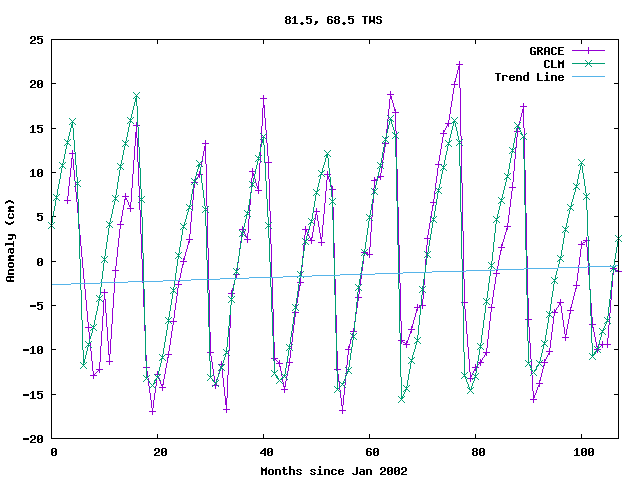 81.5, 68.5 TWS
25
20
15
10
5
0
-5
-10
-15
-20
Anomaly (cm)
GRACE
CLM
Trend Line
0 20 40 60 80 100
Months since Jan 2002